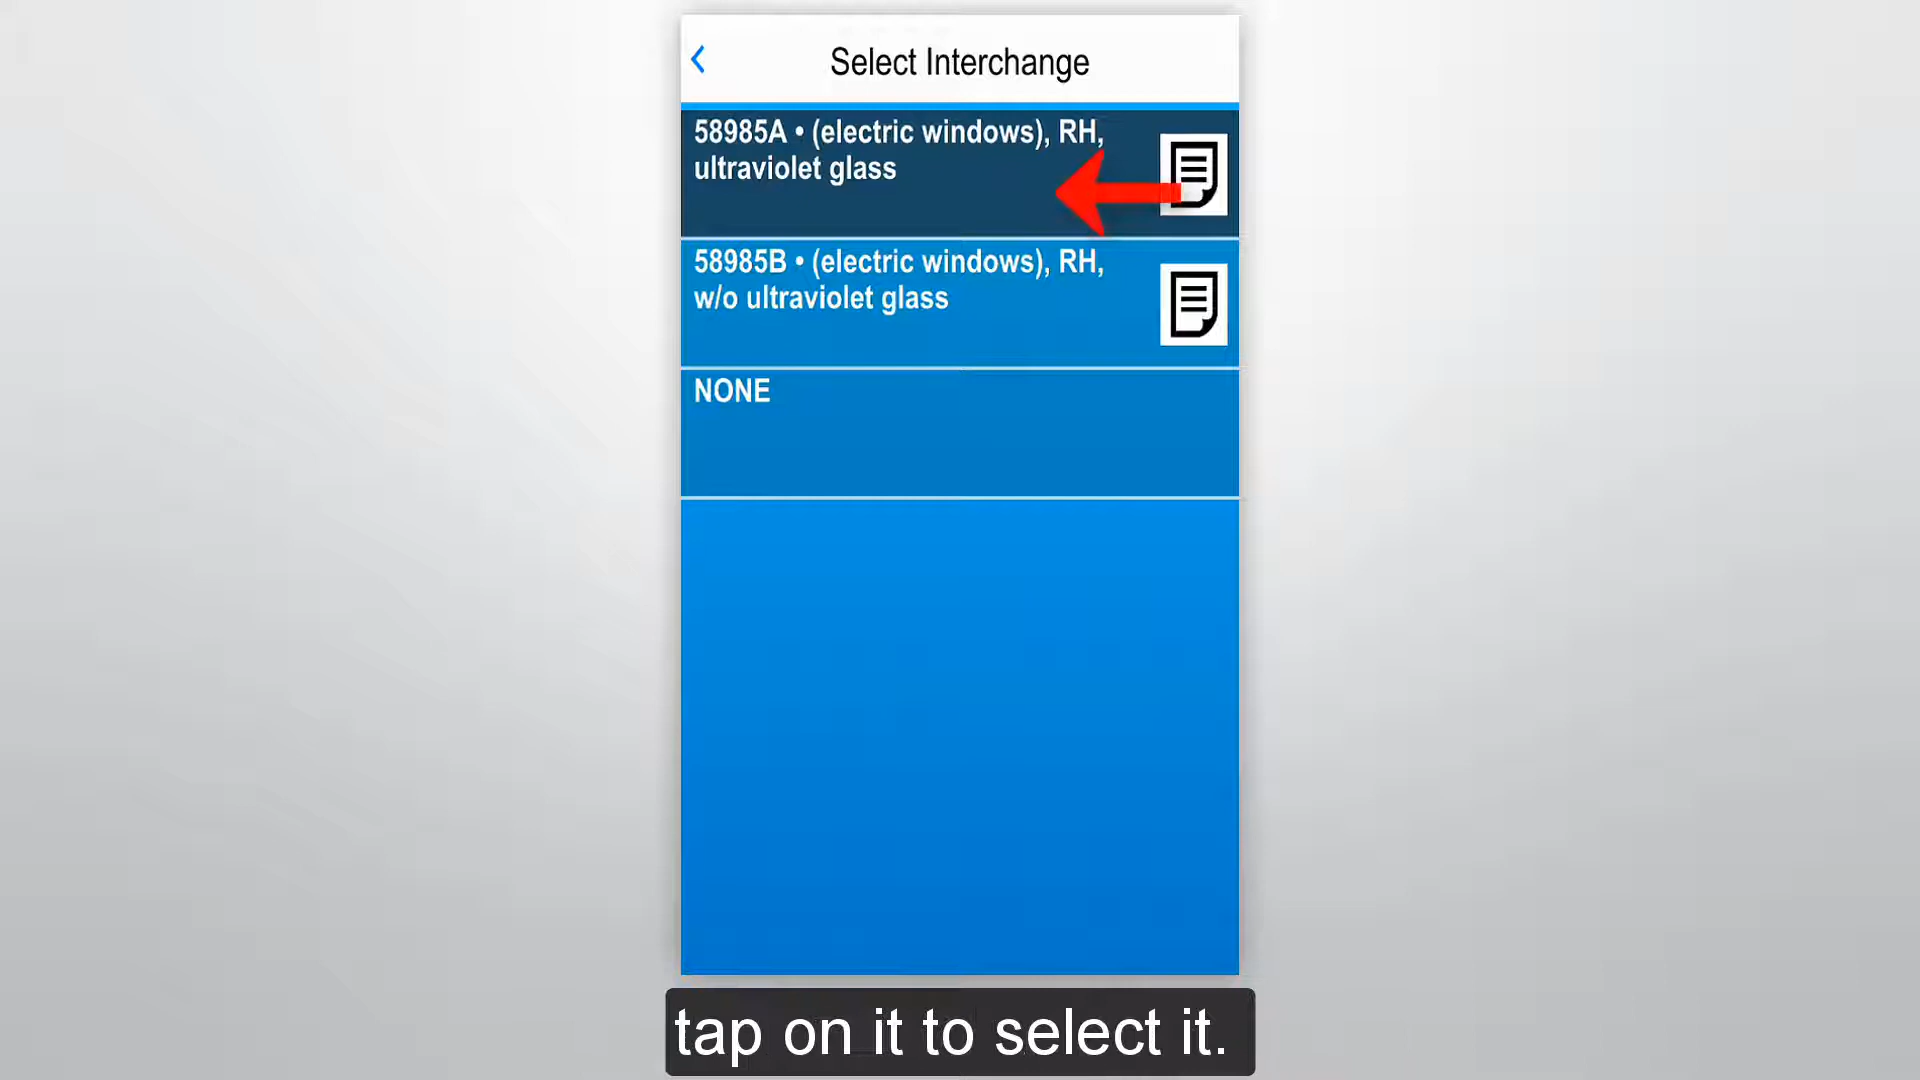 Select Interchange
58985A • (electric windows), RH,
ultraviolet glass
58985B • (electric windows), RH,
w/o ultraviolet glass
NONE
tap on it to select it.